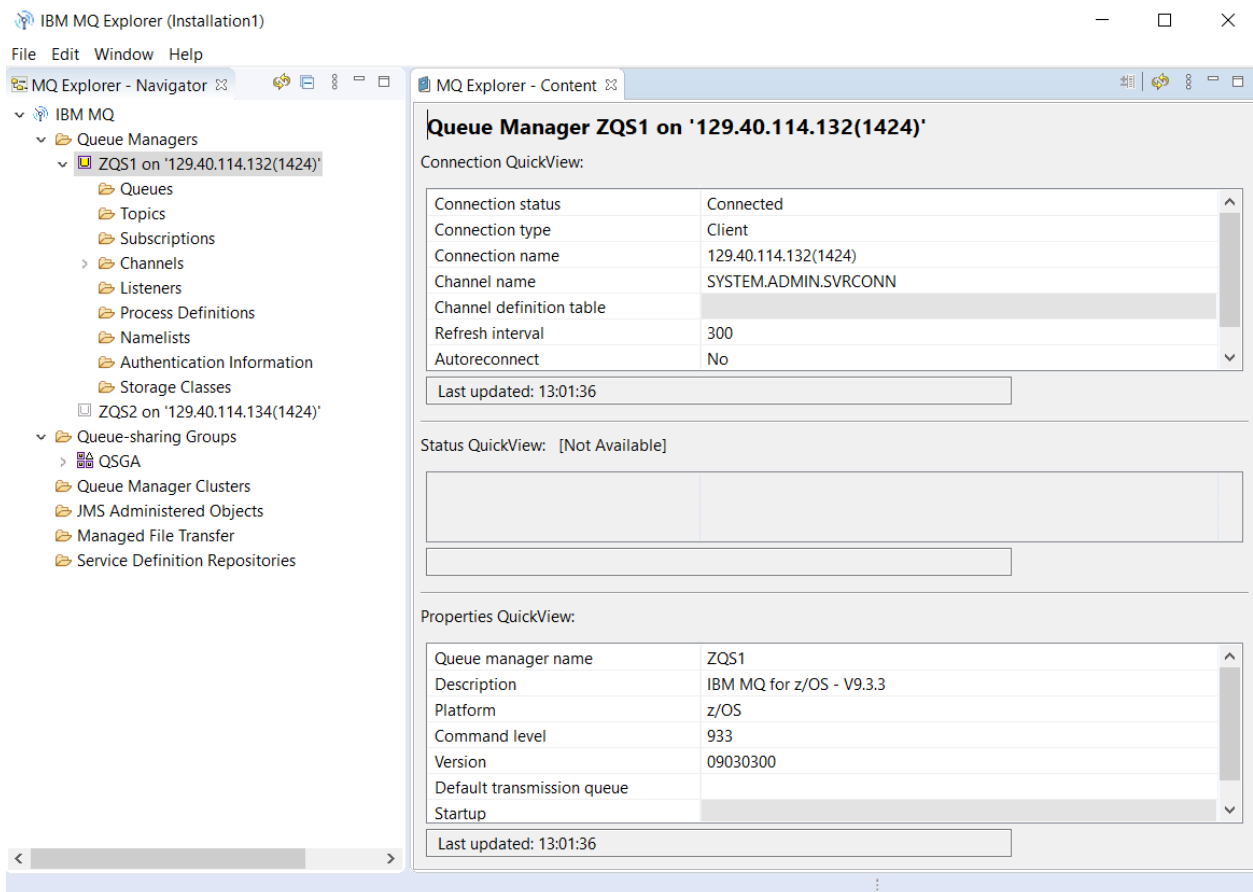 IBM MQ Explorer (Installation1)
File Edit Window Help
MQ Explorer - Navigator
IBM MQ
Queue Managers
ZQS1 on '129.40.114.132(1424)'
Queues
Topics
Subscriptions
Channels
Listeners
Process Definitions
Namelists
Authentication Information
Storage Classes
ZQS2 on '129.40.114.134(1424)'
Queue-sharing Groups
QSGA
Queue Manager Clusters
JMS Administered Objects
Managed File Transfer
Service Definition Repositories
MQ Explorer - Content
Queue Manager ZQS1 on '129.40.114.132(1424)'
Connection QuickView:
Connection status Connected
Connection type Client
Connection name 129.40.114.132(1424)
Channel name SYSTEM.ADMIN.SVRCONN
Channel definition table
Refresh interval 300
Autoreconnect No
Last updated: 13:01:36
Status QuickView: [Not Available]
Properties QuickView:
Queue manager name ZQS1
Description IBM MQ for z/OS - V9.3.3
Platform z/OS
Command level 933
Version 09030300
Default transmission queue
Startup
Last updated: 13:01:36